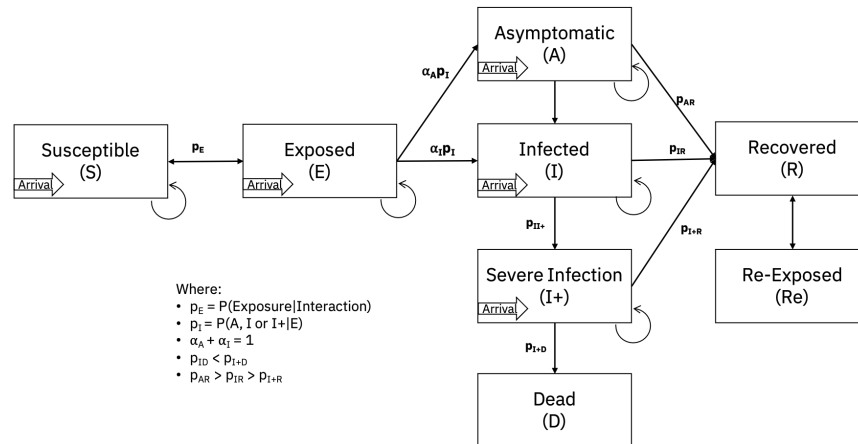 Asymptomatic
(A)
Arrival
α_A p_I
p_AR
Susceptible
(S)
Arrival
p_E
Exposed
(E)
Arrival
α_I p_I
Infected
(I)
Arrival
p_IR
Recovered
(R)
p_II+
p_I+R
Severe Infection
(I+)
Arrival
Re-Exposed
(Re)
p_I+D
Dead
(D)
Where:
• p_E = P(Exposure|Interaction)
• p_I = P(A, I or I+|E)
• α_A + α_I = 1
• p_ID < p_I+D
• p_AR > p_IR > p_I+R